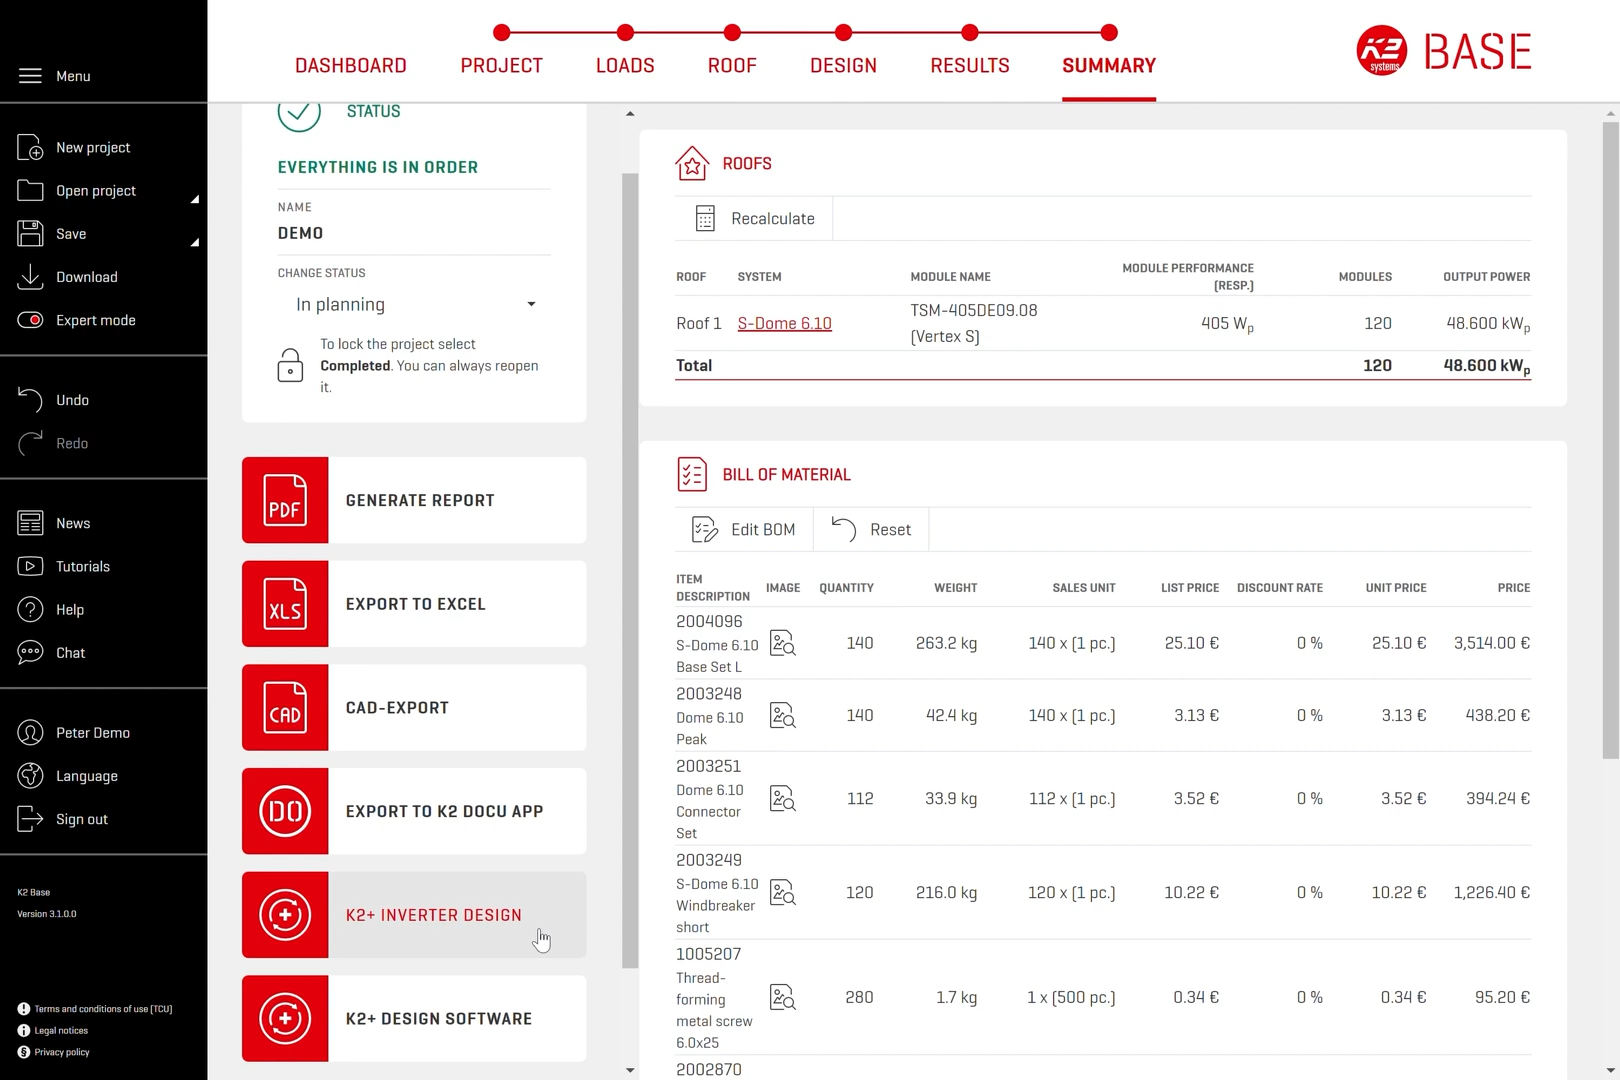 Menu
New project
Open project
Save
Download
Expert mode
Undo
Redo
News
Tutorials
Help
Chat
Peter Demo
Language
Sign out
K2 Base
Version 3.1.0.0
Terms and conditions of use (TCU)
Legal notices
Privacy policy
DASHBOARD PROJECT LOADS ROOF DESIGN RESULTS SUMMARY
K2 systems BASE
STATUS
EVERYTHING IS IN ORDER
NAME
DEMO
CHANGE STATUS
In planning
To lock the project select
Completed. You can always reopen
it.
PDF GENERATE REPORT
XLS EXPORT TO EXCEL
CAD CAD-EXPORT
DO EXPORT TO K2 DOCU APP
K2+ INVERTER DESIGN
K2+ DESIGN SOFTWARE
ROOFS
Recalculate
ROOF SYSTEM MODULE NAME MODULE PERFORMANCE (RESP.) MODULES OUTPUT POWER
Roof 1 S-Dome 6.10 TSM-405DE09.08 (Vertex S) 405 Wp 120 48.600 kWp
Total 120 48.600 kWp
BILL OF MATERIAL
Edit BOM Reset
ITEM DESCRIPTION IMAGE QUANTITY WEIGHT SALES UNIT LIST PRICE DISCOUNT RATE UNIT PRICE PRICE
2004096
S-Dome 6.10 140 263.2 kg 140 x (1 pc.) 25.10 € 0 % 25.10 € 3,514.00 €
Base Set L
2003248
Dome 6.10 140 42.4 kg 140 x (1 pc.) 3.13 € 0 % 3.13 € 438.20 €
Peak
2003251
Dome 6.10 112 33.9 kg 112 x (1 pc.) 3.52 € 0 % 3.52 € 394.24 €
Connector
Set
2003249
S-Dome 6.10 120 216.0 kg 120 x (1 pc.) 10.22 € 0 % 10.22 € 1,226.40 €
Windbreaker
short
1005207
Thread-
forming 280 1.7 kg 1 x (500 pc.) 0.34 € 0 % 0.34 € 95.20 €
metal screw
6.0x25
2002870